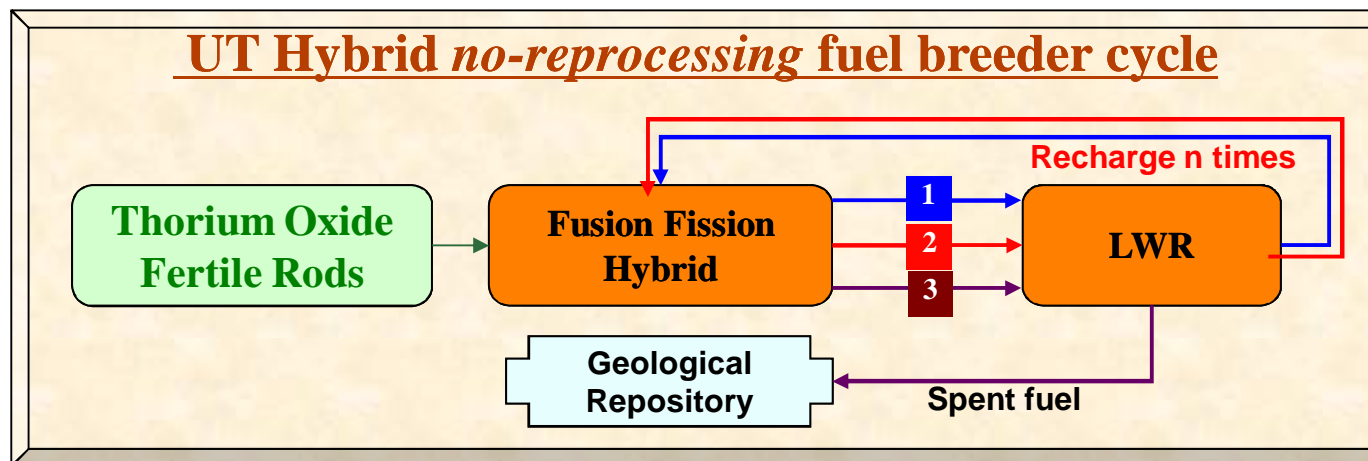 UT Hybrid no-reprocessing fuel breeder cycle
Recharge n times
Thorium Oxide
Fertile Rods
Fusion Fission
Hybrid
1
2
3
LWR
Geological
Repository
Spent fuel